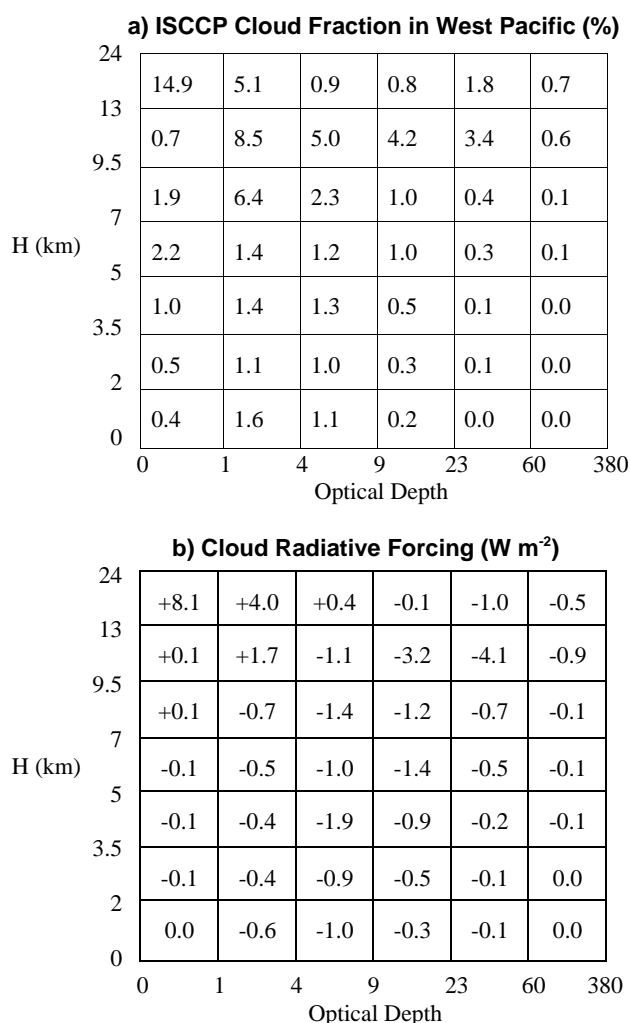 a) ISCCP Cloud Fraction in West Pacific (%)
24
14.9 5.1 0.9 0.8 1.8 0.7
13
0.7 8.5 5.0 4.2 3.4 0.6
9.5
1.9 6.4 2.3 1.0 0.4 0.1
7
H (km)
2.2 1.4 1.2 1.0 0.3 0.1
5
1.0 1.4 1.3 0.5 0.1 0.0
3.5
0.5 1.1 1.0 0.3 0.1 0.0
2
0.4 1.6 1.1 0.2 0.0 0.0
0
0 1 4 9 23 60 380
Optical Depth
b) Cloud Radiative Forcing (W m-2)
24
+8.1 +4.0 +0.4 -0.1 -1.0 -0.5
13
+0.1 +1.7 -1.1 -3.2 -4.1 -0.9
9.5
+0.1 -0.7 -1.4 -1.2 -0.7 -0.1
7
H (km)
-0.1 -0.5 -1.0 -1.4 -0.5 -0.1
5
-0.1 -0.4 -1.9 -0.9 -0.2 -0.1
3.5
-0.1 -0.4 -0.9 -0.5 -0.1 0.0
2
0.0 -0.6 -1.0 -0.3 -0.1 0.0
0
0 1 4 9 23 60 380
Optical Depth